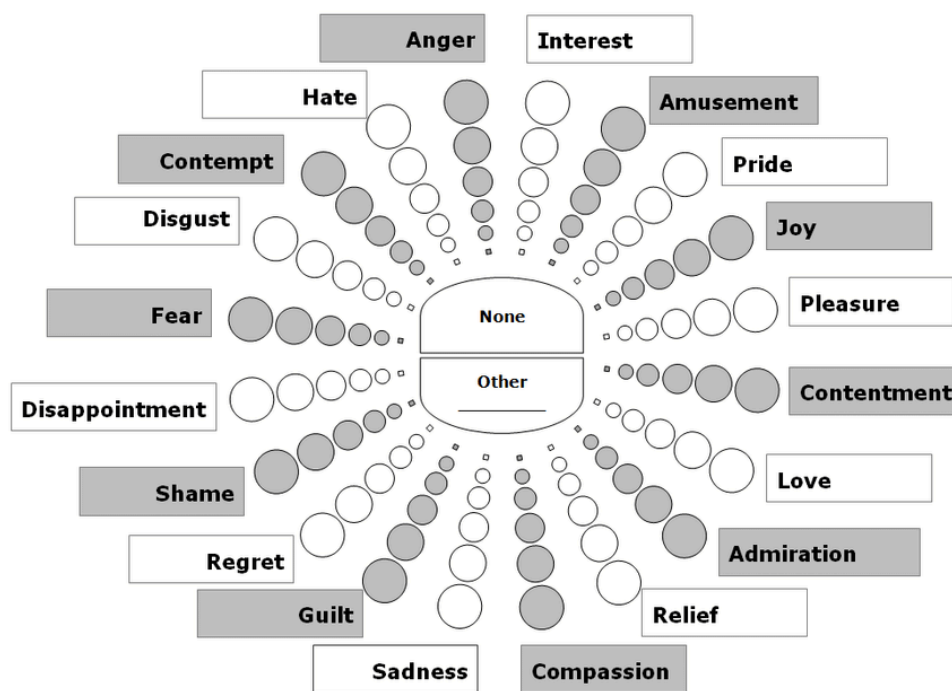 Anger
Interest
Hate
Amusement
Contempt
Pride
Disgust
Joy
Fear
Pleasure
None
Other
Disappointment
Contentment
Shame
Love
Regret
Admiration
Guilt
Relief
Sadness
Compassion